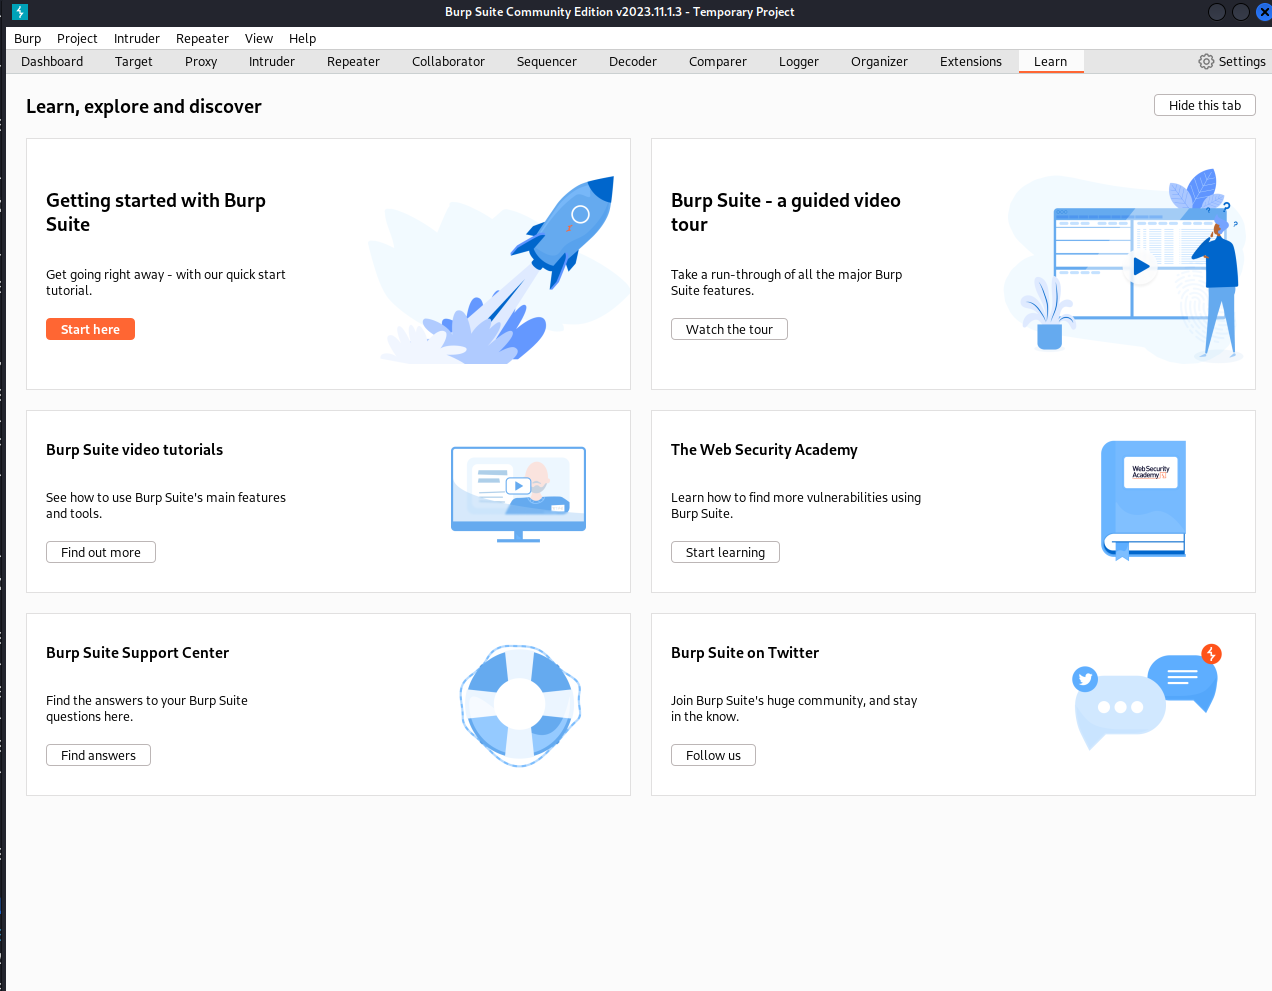 Burp Suite Community Edition v2023.11.1.3 - Temporary Project
Burp Project Intruder Repeater View Help
Dashboard Target Proxy Intruder Repeater Collaborator Sequencer Decoder Comparer Logger Organizer Extensions Learn Settings
Learn, explore and discover
Hide this tab
Getting started with Burp
Suite
Get going right away - with our quick start
tutorial.
Start here
Burp Suite - a guided video
tour
Take a run-through of all the major Burp
Suite features.
Watch the tour
Burp Suite video tutorials
See how to use Burp Suite's main features
and tools.
Find out more
The Web Security Academy
Learn how to find more vulnerabilities using
Burp Suite.
Start learning
WebSecurity
Academy
Burp Suite Support Center
Find the answers to your Burp Suite
questions here.
Find answers
Burp Suite on Twitter
Join Burp Suite's huge community, and stay
in the know.
Follow us